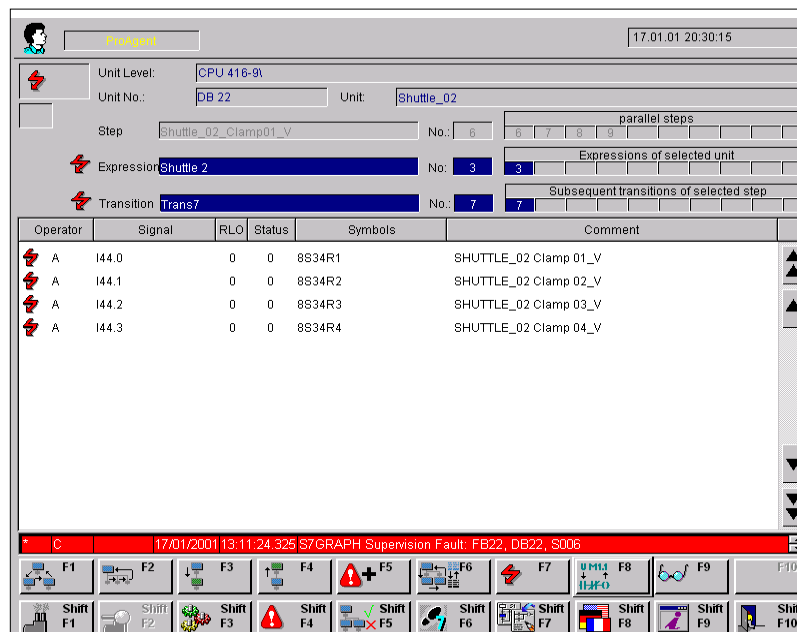 ProAgent 17.01.01 20:30:15
Unit Level: CPU 416-9\
Unit No.: DB 22 Unit: Shuttle_02
parallel steps
Step Shuttle_02_Clamp01_V No.: 6 6 7 8 9
Expressions of selected unit
Expression Shuttle 2 No: 3 3
Subsequent transitions of selected step
Transition Trans7 No.: 7 7
Operator Signal RLO Status Symbols Comment
A I44.0 0 0 8S34R1 SHUTTLE_02 Clamp 01_V
A I44.1 0 0 8S34R2 SHUTTLE_02 Clamp 02_V
A I44.2 0 0 8S34R3 SHUTTLE_02 Clamp 03_V
A I44.3 0 0 8S34R4 SHUTTLE_02 Clamp 04_V
* C 17/01/2001 13:11:24.325 S7GRAPH Supervision Fault: FB22, DB22, S006
F1 F2 F3 F4 F5 F6 F7 U M1.1 F8 F9 F10
Shift Shift Shift Shift Shift Shift Shift Shift Shift Shift
F1 F2 F3 F4 F5 F6 F7 F8 F9 F10